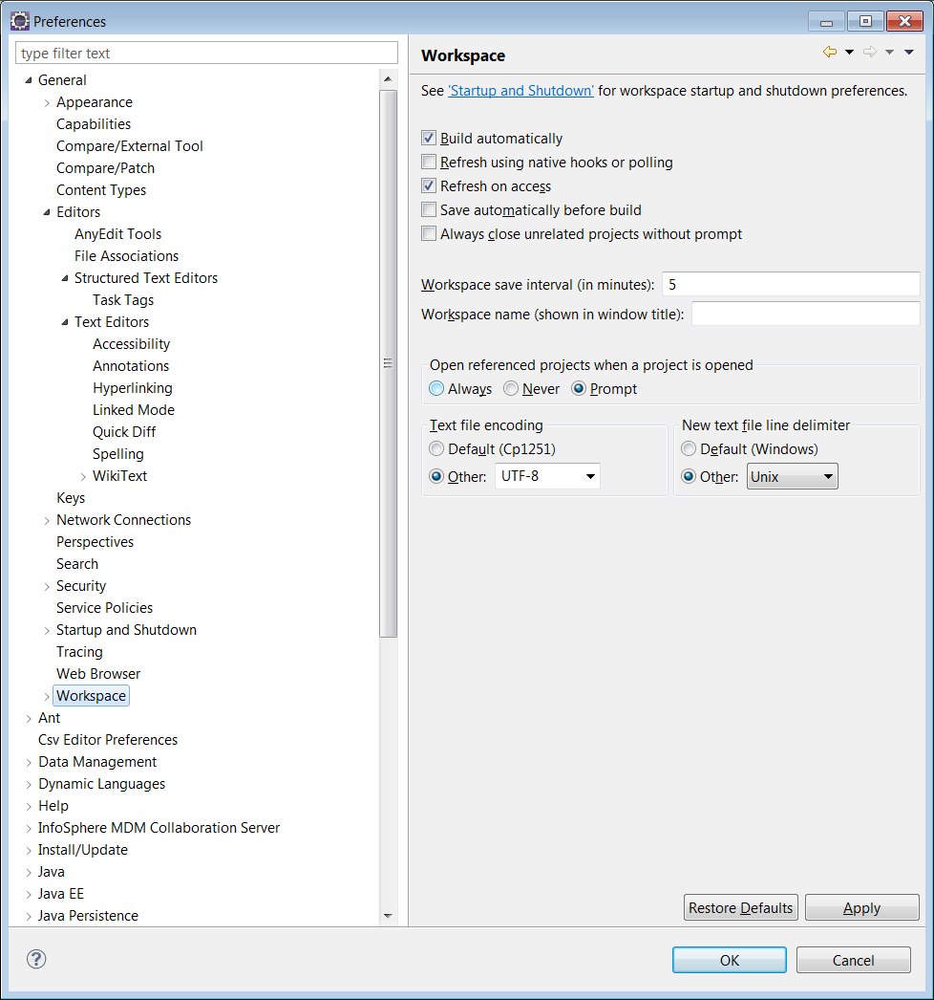 Preferences
type filter text
General
Appearance
Capabilities
Compare/External Tool
Compare/Patch
Content Types
Editors
AnyEdit Tools
File Associations
Structured Text Editors
Task Tags
Text Editors
Accessibility
Annotations
Hyperlinking
Linked Mode
Quick Diff
Spelling
WikiText
Keys
Network Connections
Perspectives
Search
Security
Service Policies
Startup and Shutdown
Tracing
Web Browser
Workspace
Ant
Csv Editor Preferences
Data Management
Dynamic Languages
Help
InfoSphere MDM Collaboration Server
Install/Update
Java
Java EE
Java Persistence
Workspace
See 'Startup and Shutdown' for workspace startup and shutdown preferences.
Build automatically
Refresh using native hooks or polling
Refresh on access
Save automatically before build
Always close unrelated projects without prompt
Workspace save interval (in minutes): 5
Workspace name (shown in window title):
Open referenced projects when a project is opened
Always Never Prompt
Text file encoding
Default (Cp1251)
Other: UTF-8
New text file line delimiter
Default (Windows)
Other: Unix
Restore Defaults Apply
? OK Cancel